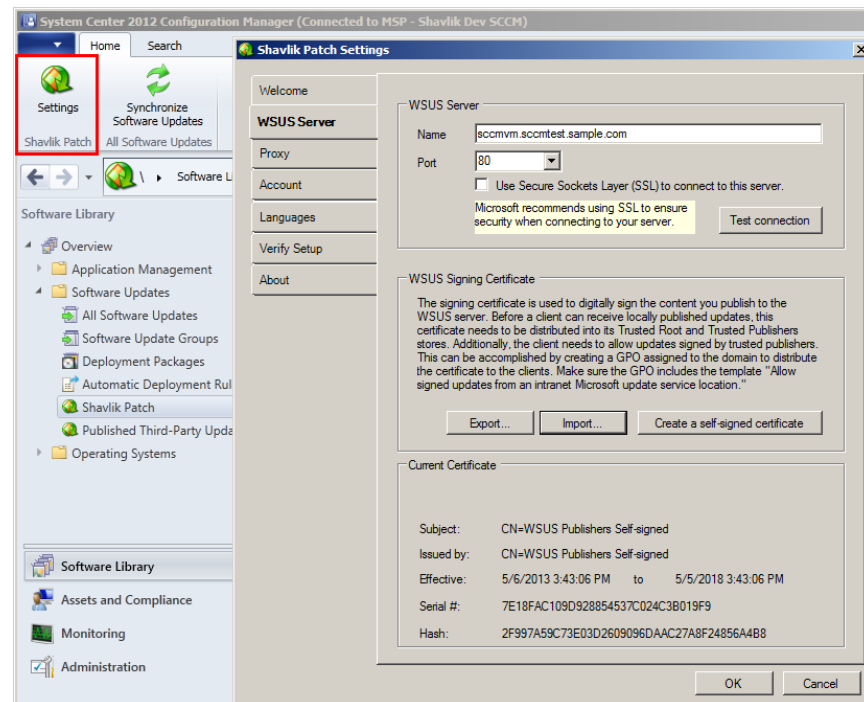 System Center 2012 Configuration Manager (Connected to MSP - Shavlik Dev SCCM)
Home Search
Settings
Synchronize
Software Updates
Shavlik Patch
All Software Updates
\ Software L
Software Library
Overview
Application Management
Software Updates
All Software Updates
Software Update Groups
Deployment Packages
Automatic Deployment Rul
Shavlik Patch
Published Third-Party Upda
Operating Systems
Software Library
Assets and Compliance
Monitoring
Administration
Shavlik Patch Settings
Welcome
WSUS Server
Proxy
Account
Languages
Verify Setup
About
WSUS Server
Name sccmvm.sccmtest.sample.com
Port 80
Use Secure Sockets Layer (SSL) to connect to this server.
Microsoft recommends using SSL to ensure
security when connecting to your server.
Test connection
WSUS Signing Certificate
The signing certificate is used to digitally sign the content you publish to the
WSUS server. Before a client can receive locally published updates, this
certificate needs to be distributed into its Trusted Root and Trusted Publishers
stores. Additionally, the client needs to allow updates signed by trusted publishers.
This can be accomplished by creating a GPO assigned to the domain to distribute
the certificate to the clients. Make sure the GPO includes the template "Allow
signed updates from an intranet Microsoft update service location."
Export... Import... Create a self-signed certificate
Current Certificate
Subject: CN=WSUS Publishers Self-signed
Issued by: CN=WSUS Publishers Self-signed
Effective: 5/6/2013 3:43:06 PM to 5/5/2018 3:43:06 PM
Serial #: 7E18FAC109D928854537C024C3B019F9
Hash: 2F997A59C73E03D2609096DAAC27A8F24856A4B8
OK Cancel